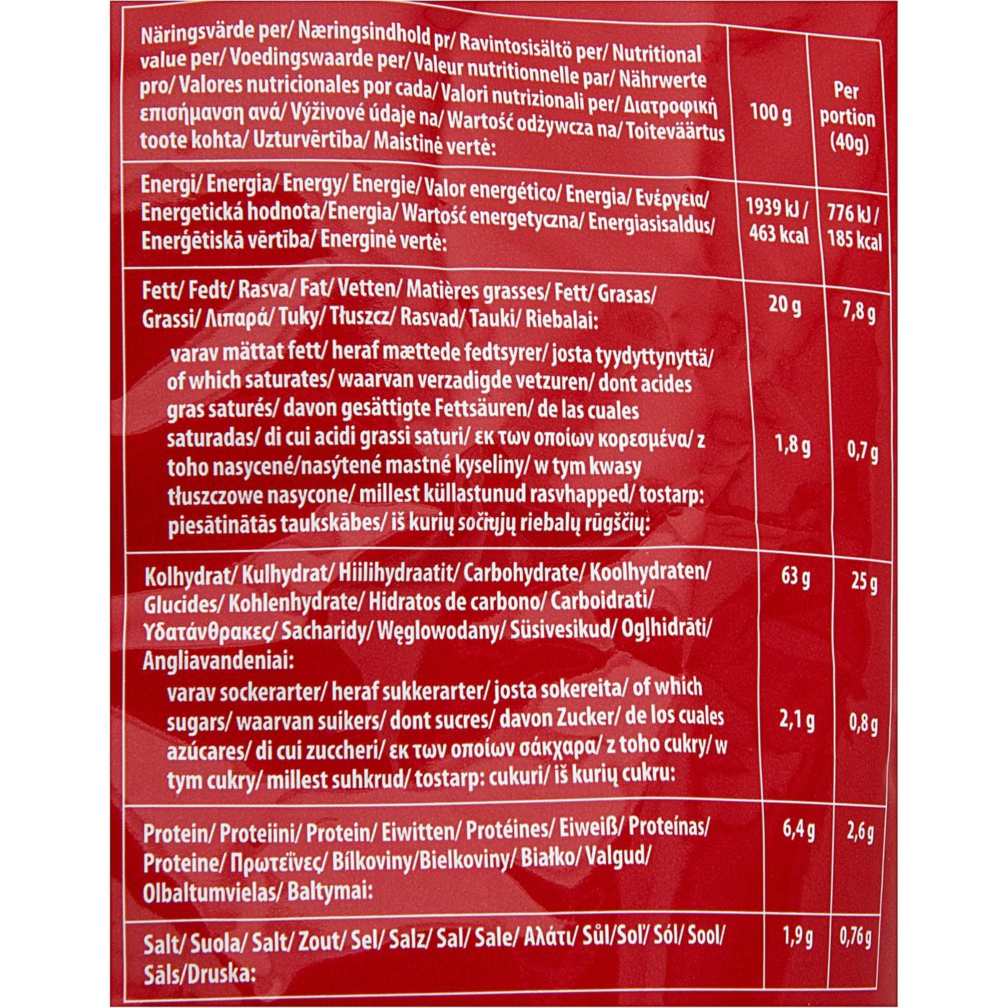 Näringsvärde per/ Næringsindhold pr/ Ravintosisältö per/ Nutritional
value per/ Voedingswaarde per/ Valeur nutritionnelle par/ Nährwerte
pro/ Valores nutricionales por cada/ Valori nutrizionali per/ Διατροφική
επισήμανση ανά/ Výživové údaje na/ Wartość odżywcza na/ Toiteväärtus
toote kohta/ Uzturvērtība/ Maistinė vertė:
100 g
Per
portion
(40g)
Energi/ Energia/ Energy/ Energie/ Valor energético/ Energia/ Ενέργεια/
Energetická hodnota/Energia/ Wartość energetyczna/ Energiasisaldus/
Enerģētiskā vērtība/ Energinė vertė:
1939 kJ /
463 kcal
776 kJ /
185 kcal
Fett/ Fedt/ Rasva/ Fat/ Vetten/ Matières grasses/ Fett/ Grasas/
Grassi/ Λιπαρά/ Tuky/ Tłuszcz/ Rasvad/ Tauki/ Riebalai:
20 g
7,8 g
varav mättat fett/ heraf mættede fedtsyrer/ josta tyydyttynyttä/
of which saturates/ waarvan verzadigde vetzuren/ dont acides
gras saturés/ davon gesättigte Fettsäuren/ de las cuales
saturadas/ di cui acidi grassi saturi/ εκ των οποίων κορεσμένα/ z
toho nasycené/nasýtené mastné kyseliny/ w tym kwasy
tłuszczowe nasycone/ millest küllastunud rasvhapped/ tostarp:
piesātinātās taukskābes/ iš kurių sočiųjų riebalų rūgščių:
1,8 g
0,7 g
Kolhydrat/ Kulhydrat/ Hiilihydraatit/ Carbohydrate/ Koolhydraten/
Glucides/ Kohlenhydrate/ Hidratos de carbono/ Carboidrati/
Υδατάνθρακες/ Sacharidy/ Węglowodany/ Süsivesikud/ Ogļhidrāti/
Angliavandeniai:
63 g
25 g
varav sockerarter/ heraf sukkerarter/ josta sokereita/ of which
sugars/ waarvan suikers/ dont sucres/ davon Zucker/ de los cuales
azúcares/ di cui zuccheri/ εκ των οποίων σάκχαρα/ z toho cukry/ w
tym cukry/ millest suhkrud/ tostarp: cukuri/ iš kurių cukru:
2,1 g
0,8 g
Protein/ Proteiini/ Protein/ Eiwitten/ Protéines/ Eiweiß/ Proteínas/
Proteine/ Πρωτεΐνες/ Bílkoviny/Bielkoviny/ Białko/ Valgud/
Olbaltumvielas/ Baltymai:
6,4 g
2,6 g
Salt/ Suola/ Salt/ Zout/ Sel/ Salz/ Sal/ Sale/ Αλάτι/ Sůl/Soľ/ Sól/ Sool/
Sāls/Druska:
1,9 g
0,76 g